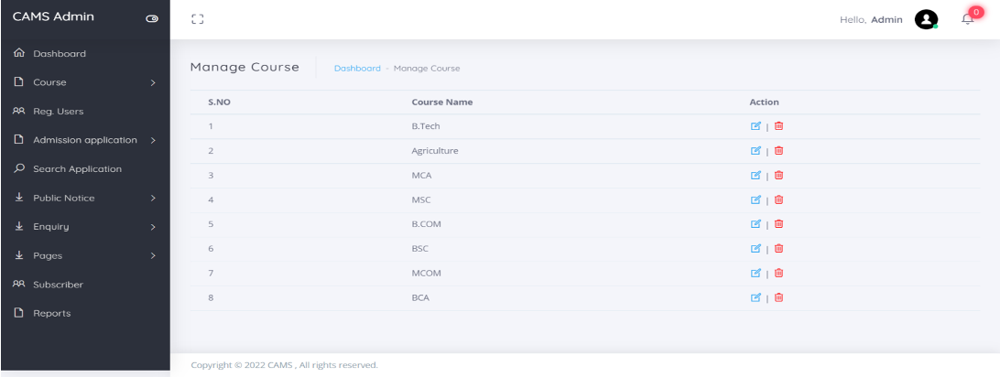 CAMS Admin
Hello, Admin
0
Dashboard
Course
Reg. Users
Admission application
Search Application
Public Notice
Enquiry
Pages
Subscriber
Reports
Manage Course
Dashboard - Manage Course
S.NO Course Name Action
1 B.Tech |
2 Agriculture |
3 MCA |
4 MSC |
5 B.COM |
6 BSC |
7 MCOM |
8 BCA |
Copyright © 2022 CAMS , All rights reserved.